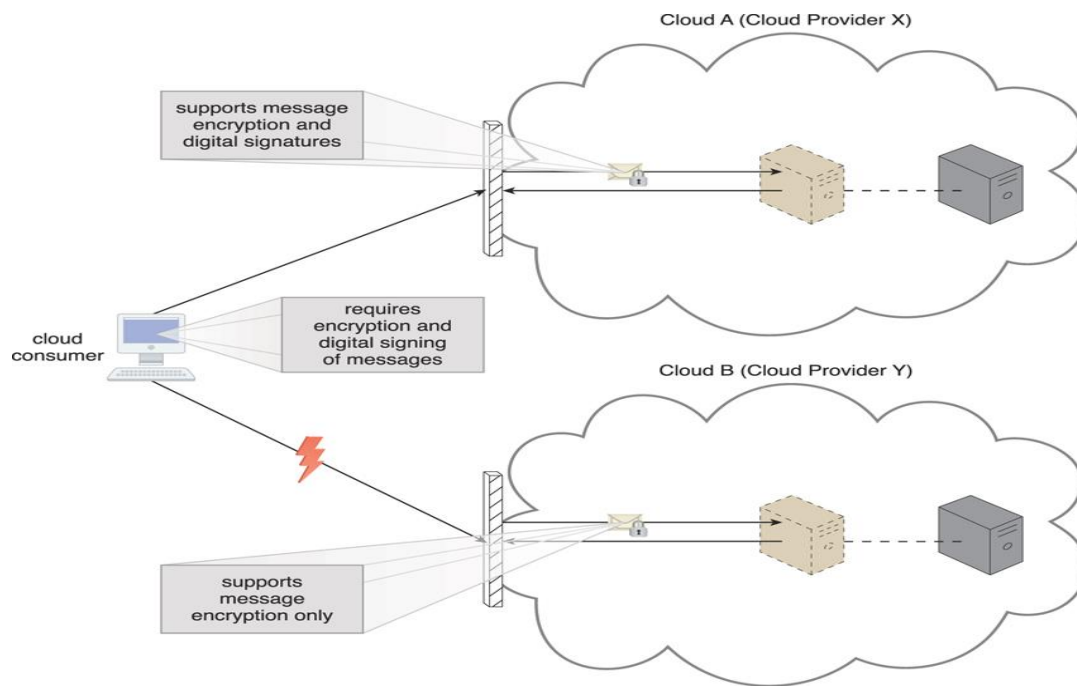 Cloud A (Cloud Provider X)
supports message
encryption and
digital signatures
requires
encryption and
digital signing
of messages
cloud
consumer
Cloud B (Cloud Provider Y)
supports
message
encryption only